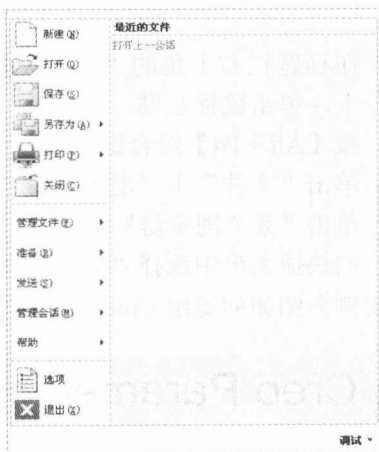 新建(N)
打开(O)
保存(S)
另存为(A)
打印(P)
关闭(C)
管理文件(F)
准备(R)
发送(S)
管理会话(M)
帮助
选项
退出(X)
最近的文件
打开上一会话
调试